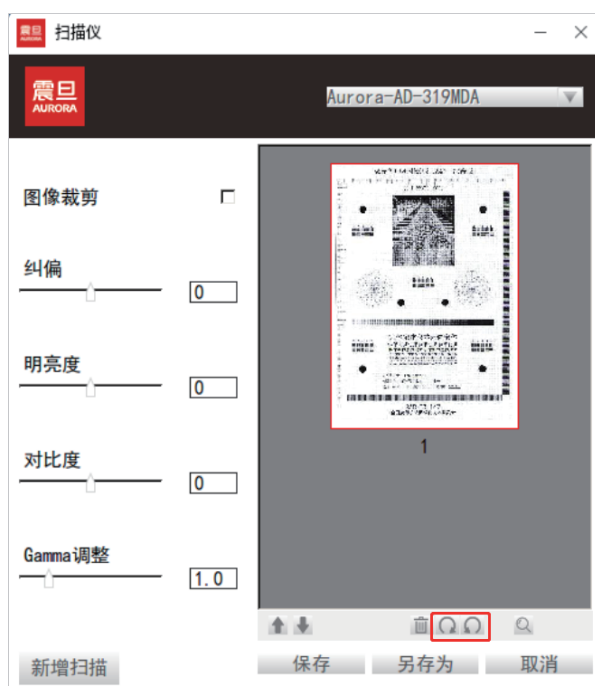 震旦 AURORA 扫描仪
震旦
AURORA
Aurora-AD-319MDA
图像裁剪
纠偏
0
明亮度
0
对比度
0
Gamma调整
1.0
1
新增扫描
保存
另存为
取消